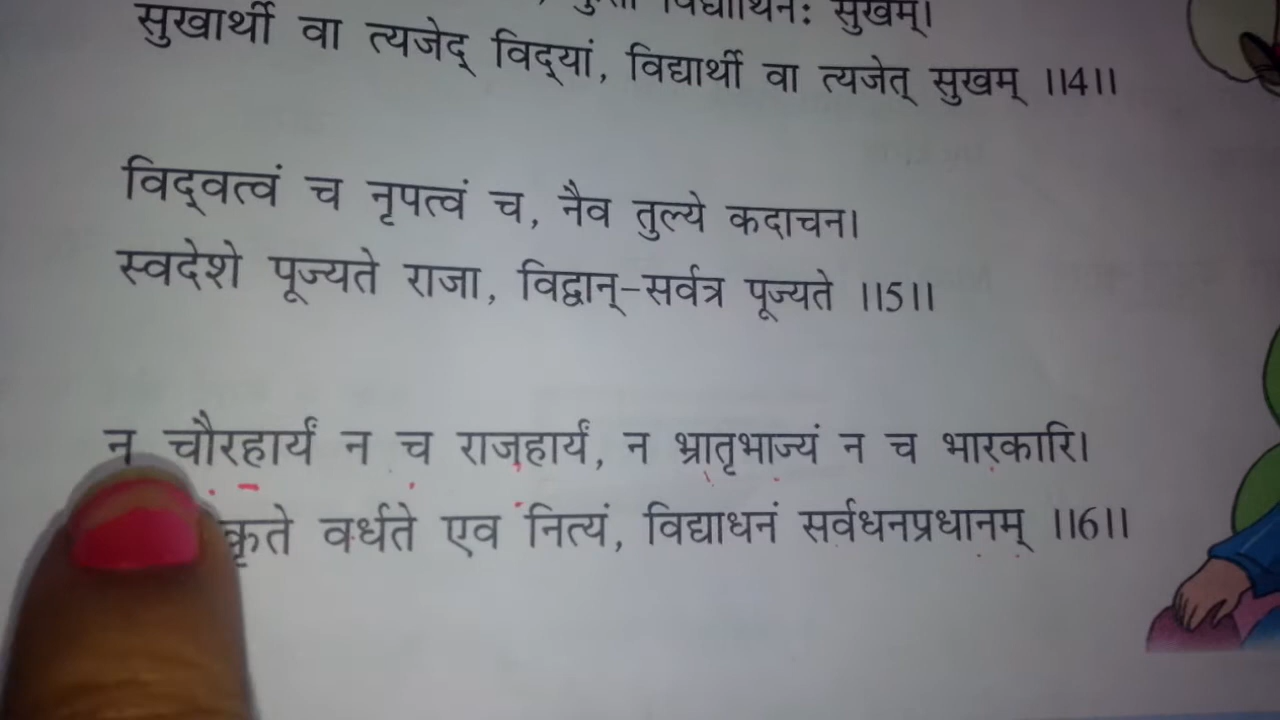 विद्यार्थिनः सुखम्।
सुखार्थी वा त्यजेद् विद्‌यां, विद्यार्थी वा त्यजेत् सुखम् ।।4।।
विद्‌वत्वं च नृपत्वं च, नैव तुल्ये कदाचन।
स्वदेशे पूज्यते राजा, विद्वान्-सर्वत्र पूज्यते ।।5।।
न चौरहार्यं न च राजहार्यं, न भ्रातृभाज्यं न च भारकारि।
कृते वर्धते एव नित्यं, विद्याधनं सर्वधनप्रधानम् ।।6।।